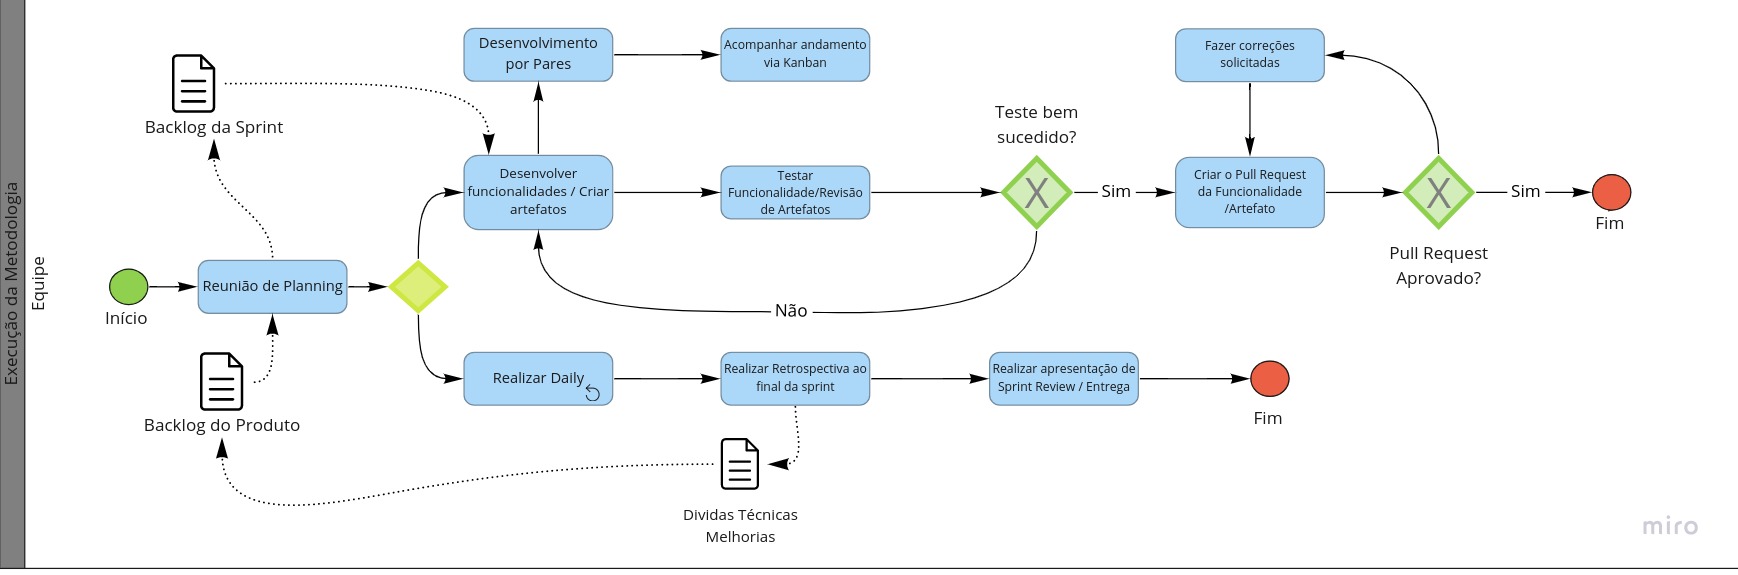 Execução da Metodologia
Equipe
Início
Reunião de Planning
Backlog da Sprint
Backlog do Produto
Desenvolvimento
por Pares
Acompanhar andamento
via Kanban
Desenvolver
funcionalidades / Criar
artefatos
Testar
Funcionalidade/Revisão
de Artefatos
Teste bem
sucedido?
X
Sim
Não
Fazer correções
solicitadas
Criar o Pull Request
da Funcionalidade
/Artefato
X
Pull Request
Aprovado?
Sim
Fim
Realizar Daily
Realizar Retrospectiva ao
final da sprint
Realizar apresentação de
Sprint Review / Entrega
Fim
Dividas Técnicas
Melhorias
miro